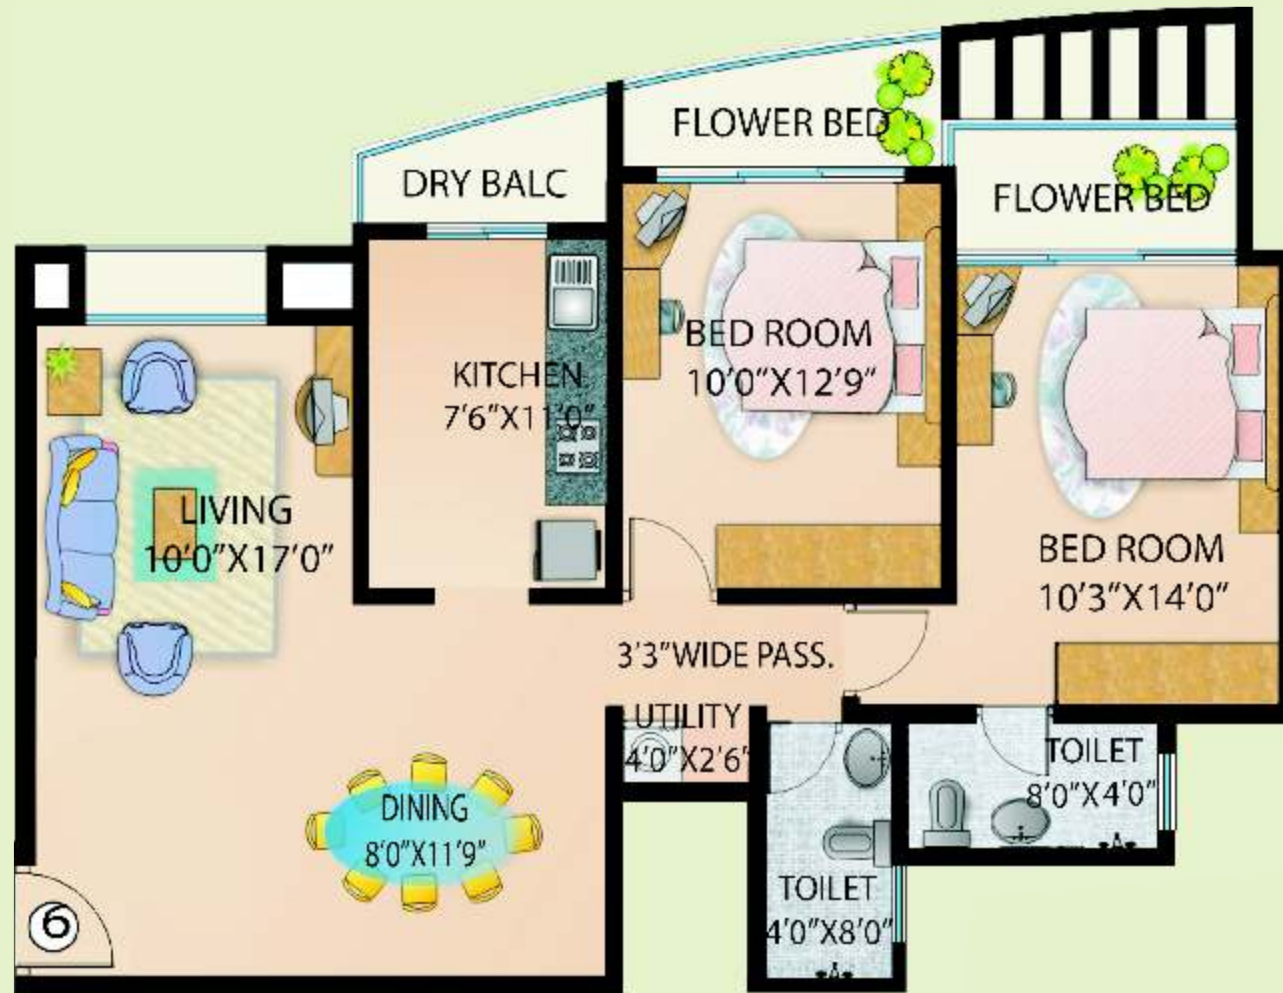 FLOWER BED
DRY BALC
FLOWER BED
BED ROOM
10'0"X12'9"
KITCHEN
7'6"X11'0"
LIVING
10'0"X17'0"
BED ROOM
10'3"X14'0"
3'3"WIDE PASS.
UTILITY
4'0"X2'6"
TOILET
8'0"X4'0"
DINING
8'0"X11'9"
TOILET
4'0"X8'0"
6